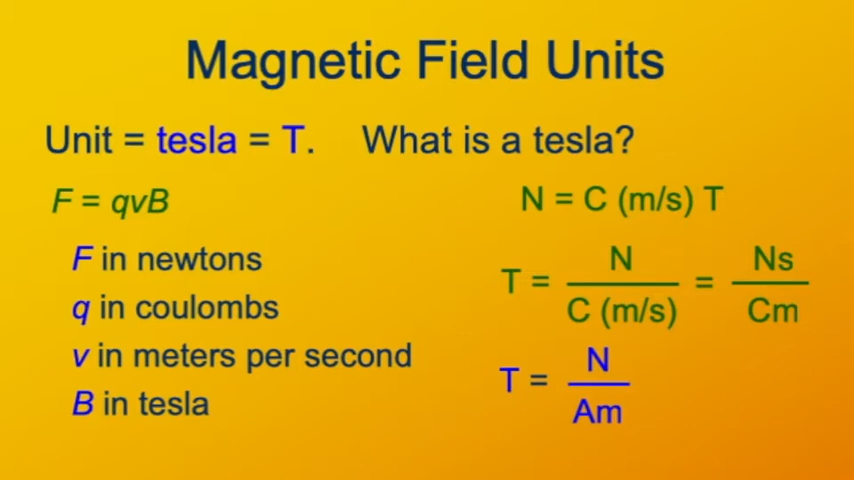 Magnetic Field Units
Unit = tesla = T. What is a tesla?
F = qvB
F in newtons
q in coulombs
v in meters per second
B in tesla
N = C (m/s) T
T = N / C (m/s) = Ns / Cm
T = N / Am